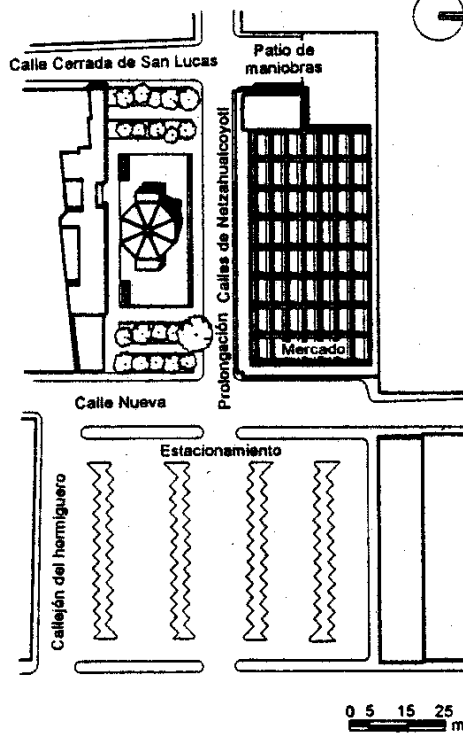 Calle Cerrada de San Lucas
Patio de
maniobras
Prolongación Calles de Netzahualcoyotl
Mercado
Calle Nueva
Estacionamiento
Callejón del hormiguero
0 5 15 25
m